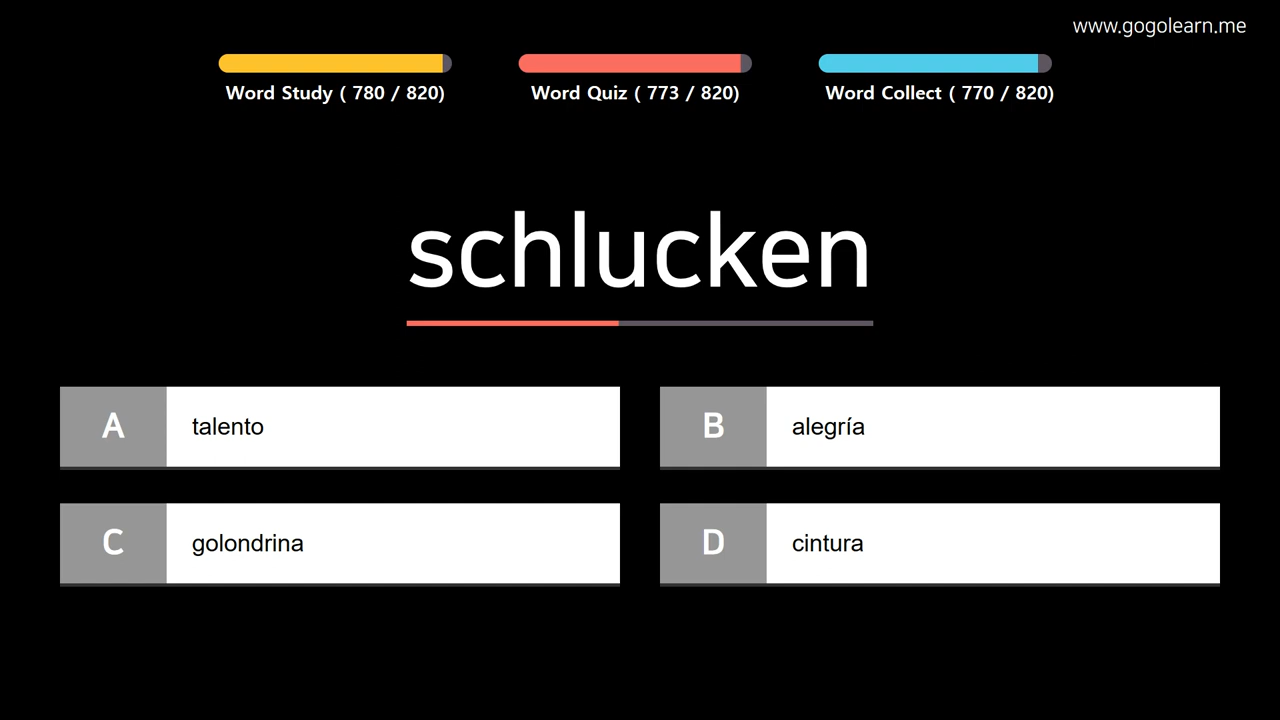 www.gogolearn.me
Word Study ( 780 / 820)
Word Quiz ( 773 / 820)
Word Collect ( 770 / 820)
schlucken
A talento
B alegría
C golondrina
D cintura